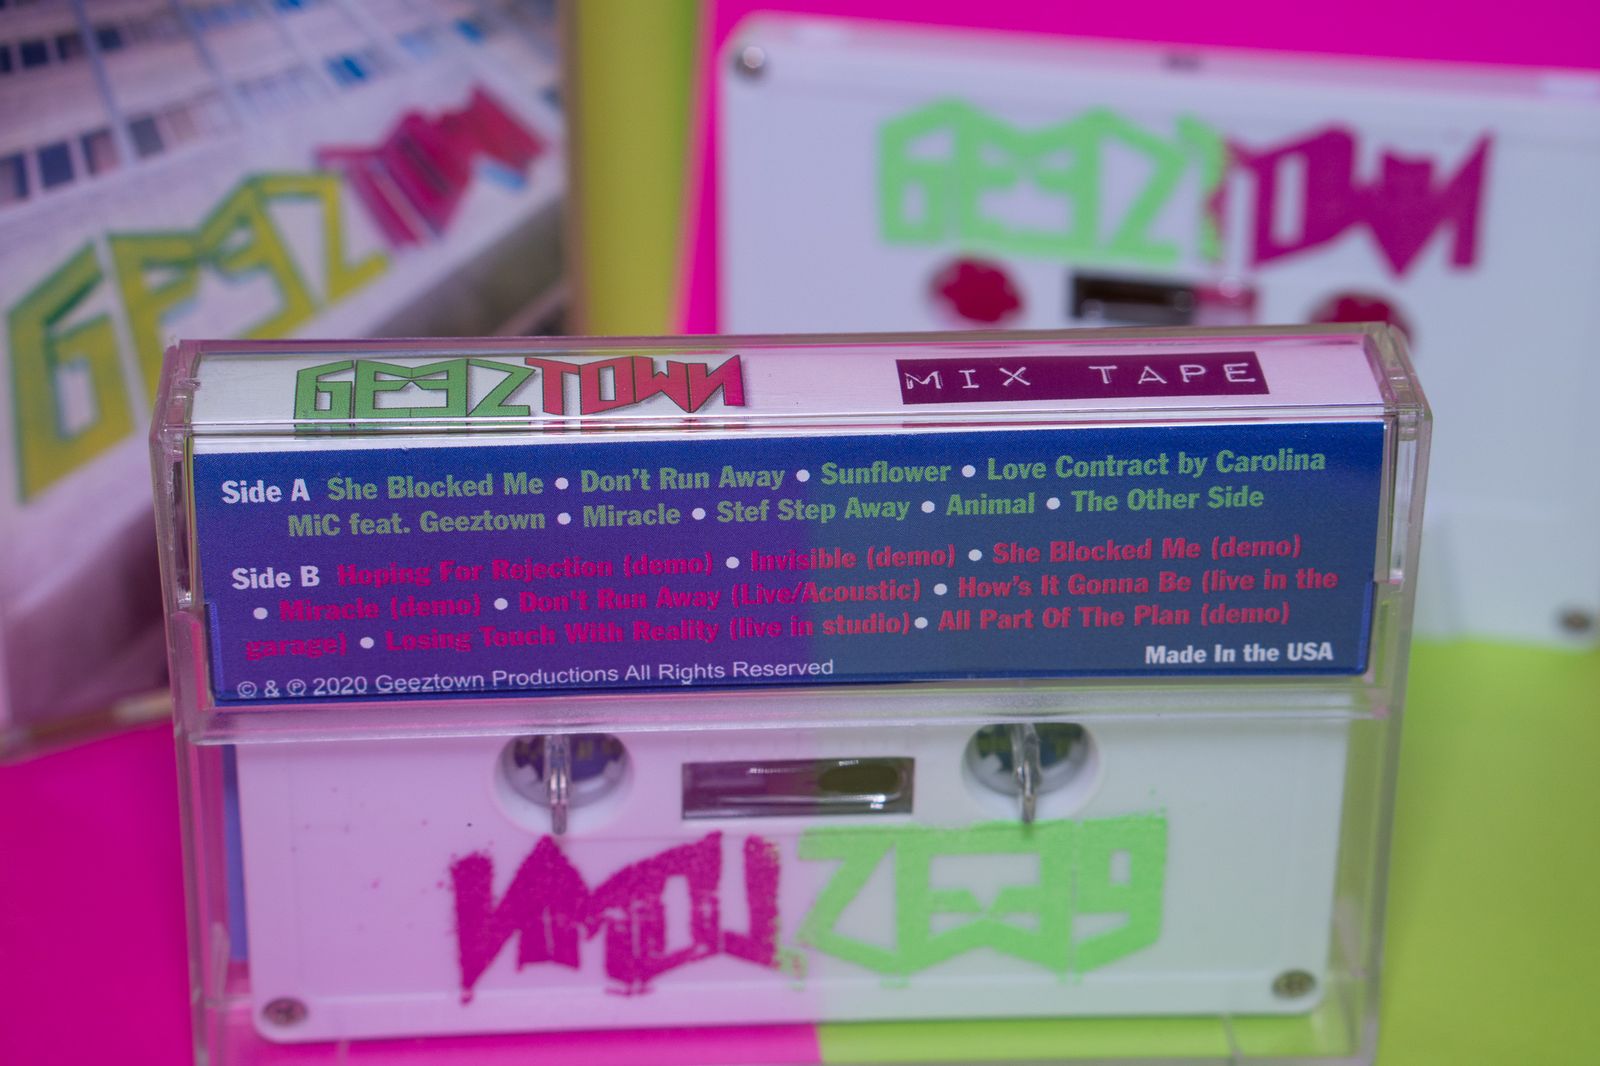 GEEZTOWN
GEEZTOWN
GEEZTOWN MIX TAPE
Side A She Blocked Me • Don't Run Away • Sunflower • Love Contract by Carolina
MiC feat. Geeztown • Miracle • Stef Step Away • Animal • The Other Side
Side B Hoping For Rejection (demo) • Invisible (demo) • She Blocked Me (demo)
• Miracle (demo) • Don't Run Away (Live/Acoustic) • How's It Gonna Be (live in the
garage) • Losing Touch With Reality (live in studio) • All Part Of The Plan (demo)
Made In the USA
© & ℗ 2020 Geeztown Productions All Rights Reserved
GEEZTOWN